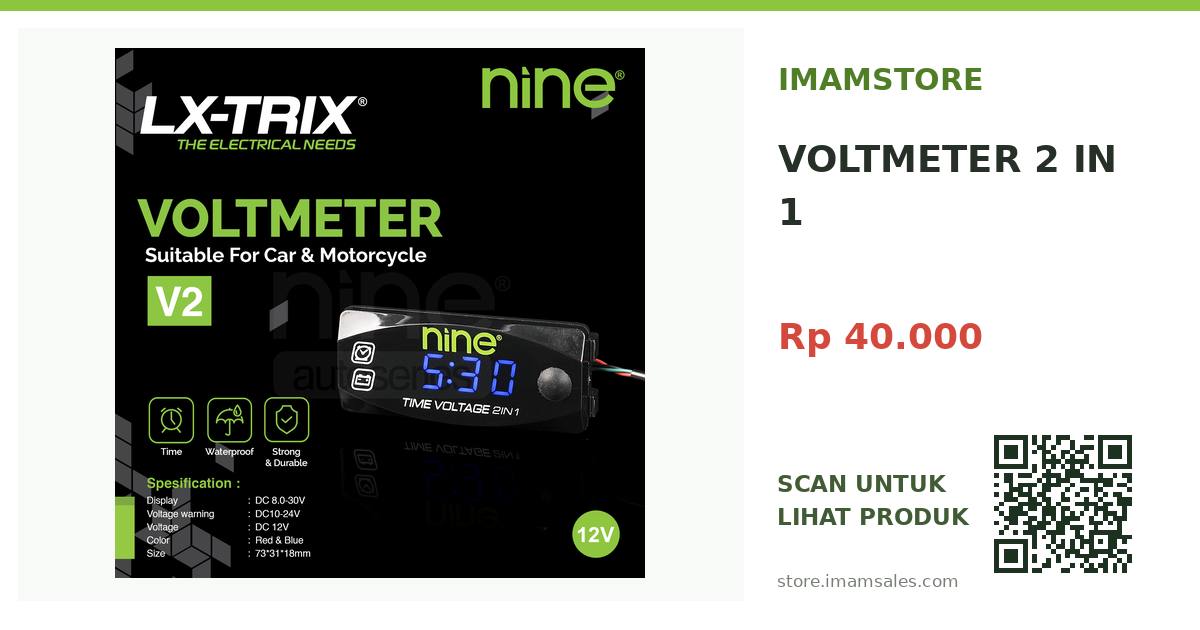 LX-TRIX®
THE ELECTRICAL NEEDS
nine®
VOLTMETER
Suitable For Car & Motorcycle
V2
nine®
autoseries
nine®
5:30
TIME VOLTAGE 2IN1
Time
Waterproof
Strong
& Durable
Spesification :
Display : DC 8.0-30V
Voltage warning : DC10-24V
Voltage : DC 12V
Color : Red & Blue
Size : 73*31*18mm
12V
IMAMSTORE
VOLTMETER 2 IN
1
Rp 40.000
SCAN UNTUK
LIHAT PRODUK
store.imamsales.com